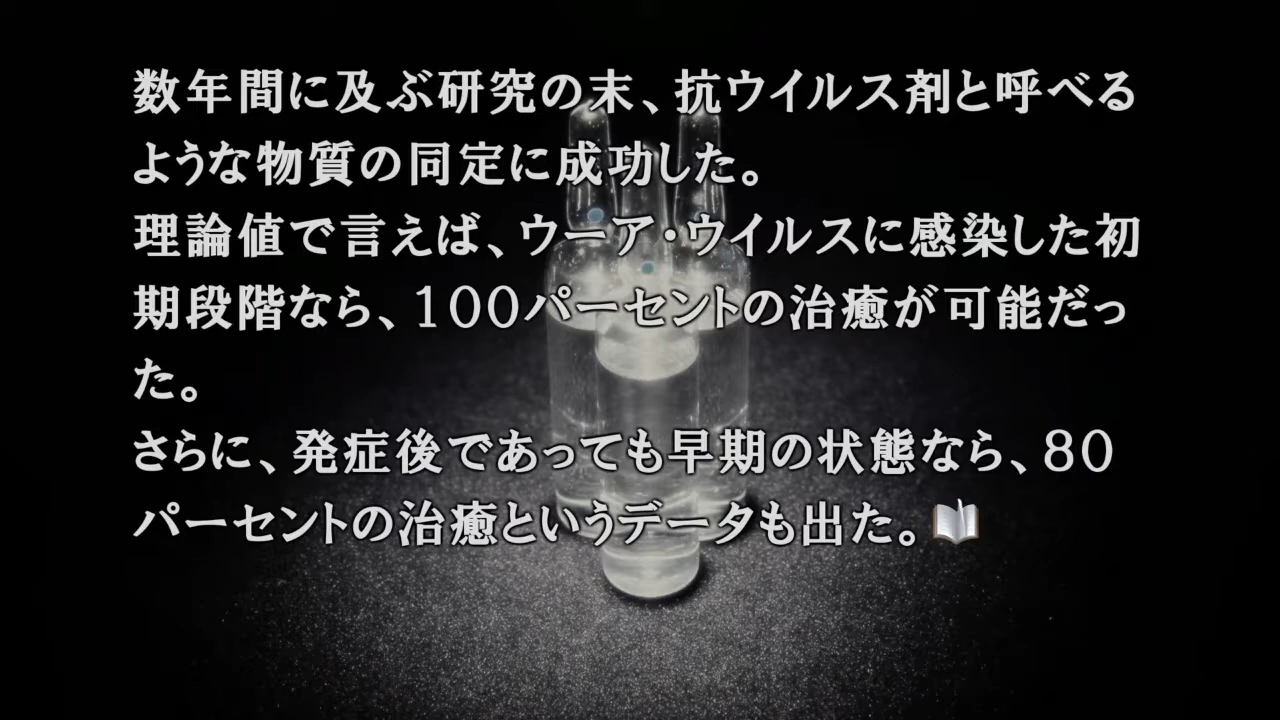 数年間に及ぶ研究の末、抗ウイルス剤と呼べる
ような物質の同定に成功した。
理論値で言えば、ウーア・ウイルスに感染した初
期段階なら、100パーセントの治癒が可能だっ
た。
さらに、発症後であっても早期の状態なら、80
パーセントの治癒というデータも出た。